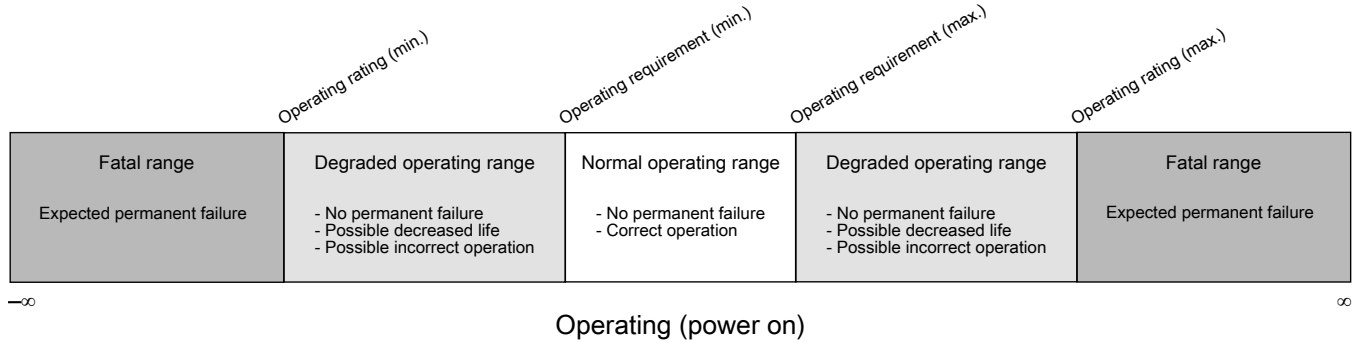 Operating rating (min.)
Operating requirement (min.)
Operating requirement (max.)
Operating rating (max.)
Fatal range
Expected permanent failure
Degraded operating range
- No permanent failure
- Possible decreased life
- Possible incorrect operation
Normal operating range
- No permanent failure
- Correct operation
Degraded operating range
- No permanent failure
- Possible decreased life
- Possible incorrect operation
Fatal range
Expected permanent failure
–∞
∞
Operating (power on)